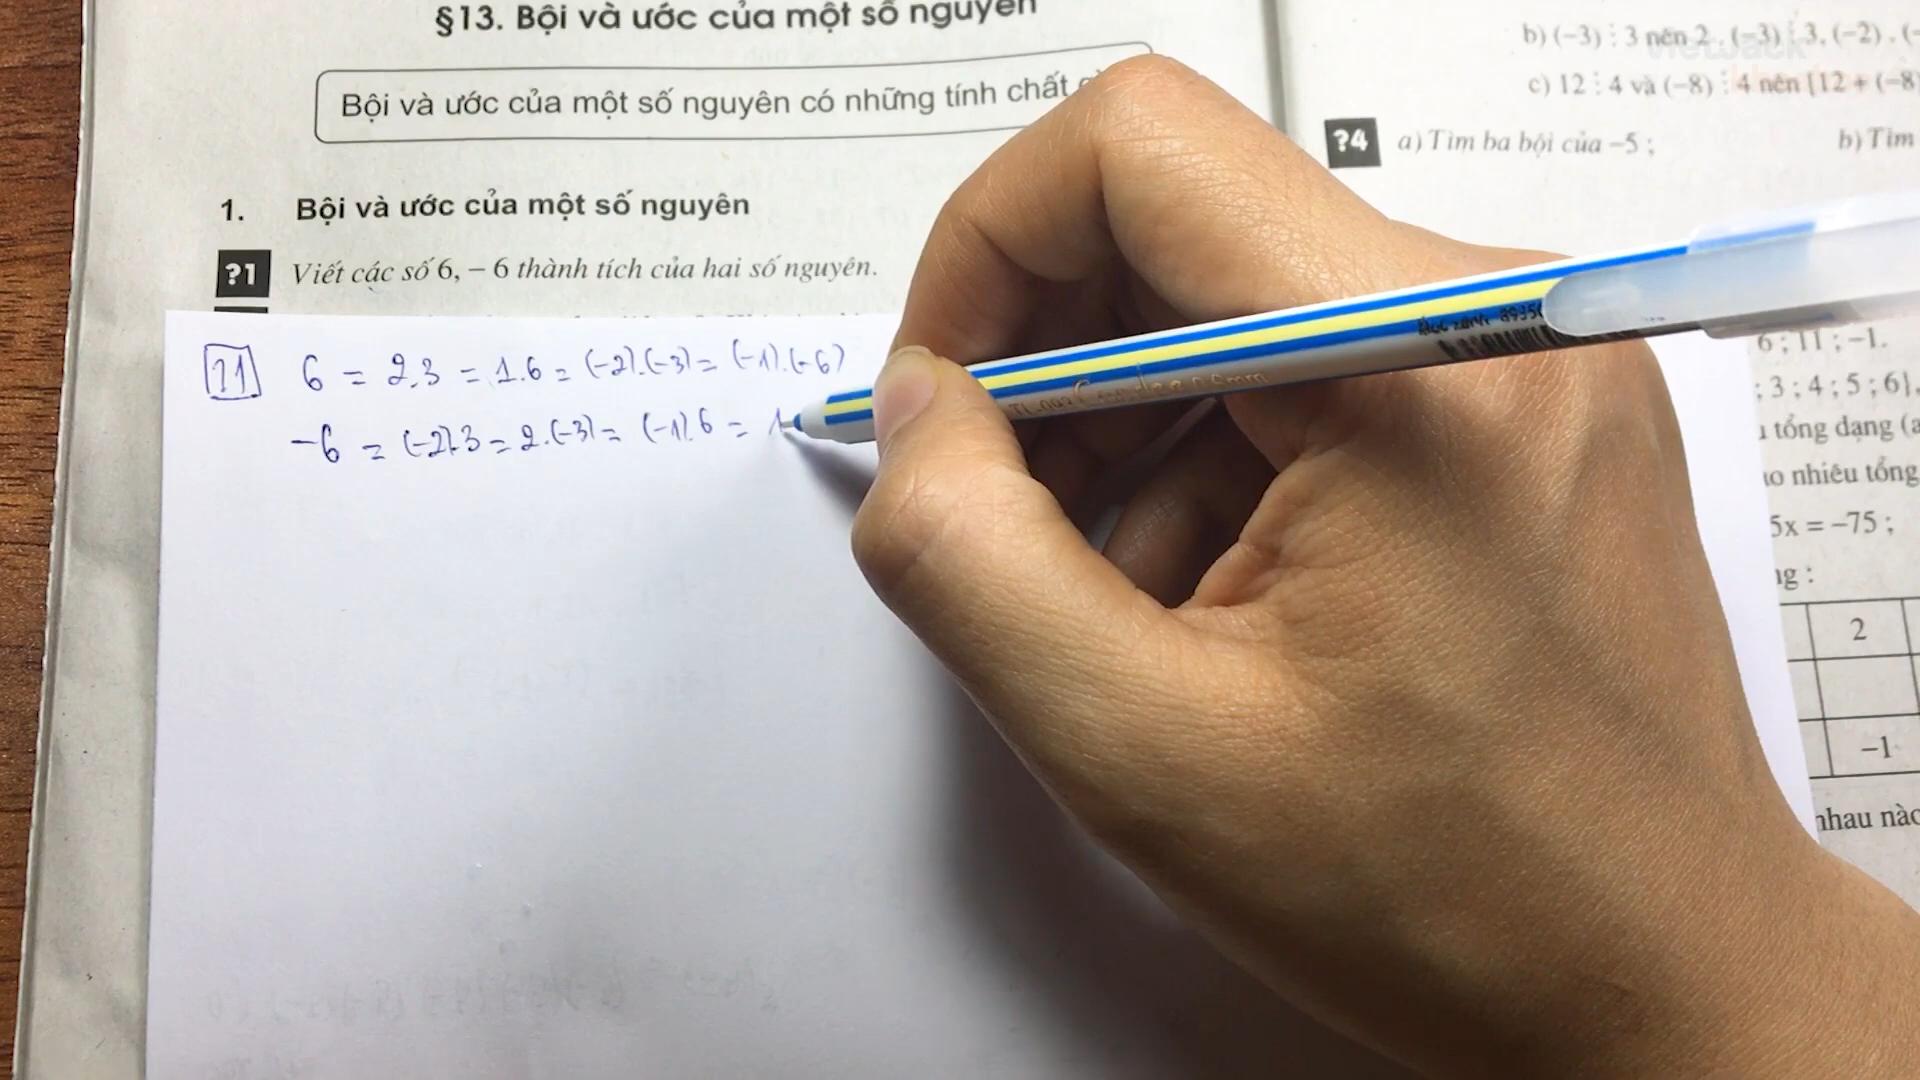 §13. Bội và ước của một số nguyên
Bội và ước của một số nguyên có những tính chất
1. Bội và ước của một số nguyên
?1 Viết các số 6, – 6 thành tích của hai số nguyên.
?1 6 = 2.3 = 1.6 = (-2).(-3) = (-1).(-6)
-6 = (-2).3 = 2.(-3) = (-1).6 = 1
b) (−3) ⋮ 3 nên 2 . (−3) ⋮ 3, (−2) . (−
vietJack
c) 12 ⋮ 4 và (−8) ⋮ 4 nên [12 + (−8)
?4 a) Tìm ba bội của −5 ; b) Tìm
6 ; 11 ; −1.
; 3 ; 4 ; 5 ; 6},
tổng dạng (a
nhiêu tổng
5x = −75 ;
2
−1
nhau nào